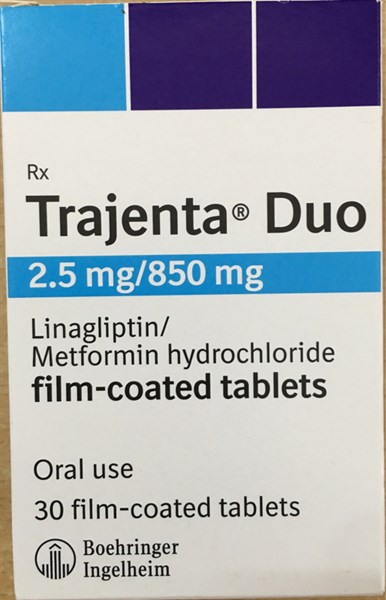 Rx
Trajenta® Duo
2.5 mg/850 mg
Linagliptin/
Metformin hydrochloride
film-coated tablets
Oral use
30 film-coated tablets
Boehringer
Ingelheim